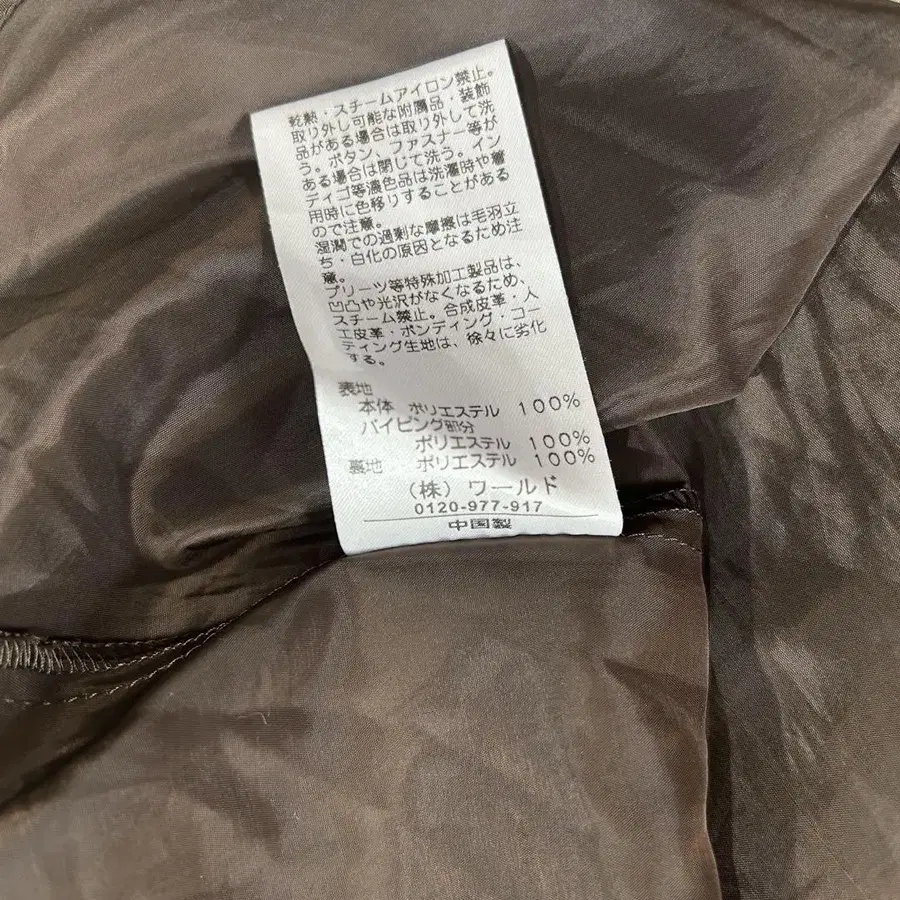 乾熱・スチームアイロン禁止。
取り外し可能な附属品・装飾
品がある場合は取り外して洗
う。ボタン、ファスナー等が
ある場合は閉じて洗う。イン
ディゴ等濃色品は洗濯時や着
用時に色移りすることがある
ので注意。
湿潤での過剰な摩擦は毛羽立
ち・白化の原因となるため注
意。
プリーツ等特殊加工製品は、
凹凸や光沢がなくなるため、
スチーム禁止。合成皮革・人
工皮革・ボンディング・コー
ティング生地は、徐々に劣化
する。
表地
本体 ポリエステル 100%
パイピング部分
ポリエステル 100%
裏地 ポリエステル 100%
(株) ワールド
0120-977-917
中国製